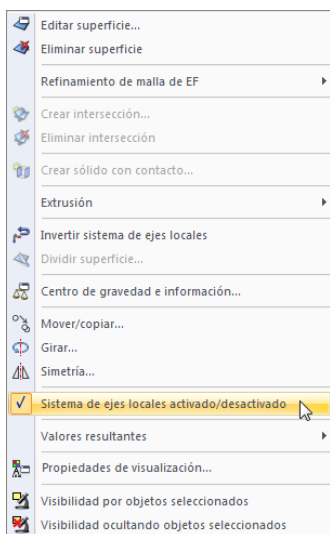 Editar superficie...
Eliminar superficie
Refinamiento de malla de EF
Crear intersección...
Eliminar intersección
Crear sólido con contacto...
Extrusión
Invertir sistema de ejes locales
Dividir superficie...
Centro de gravedad e información...
Mover/copiar...
Girar...
Simetría...
Sistema de ejes locales activado/desactivado
Valores resultantes
Propiedades de visualización...
Visibilidad por objetos seleccionados
Visibilidad ocultando objetos seleccionados